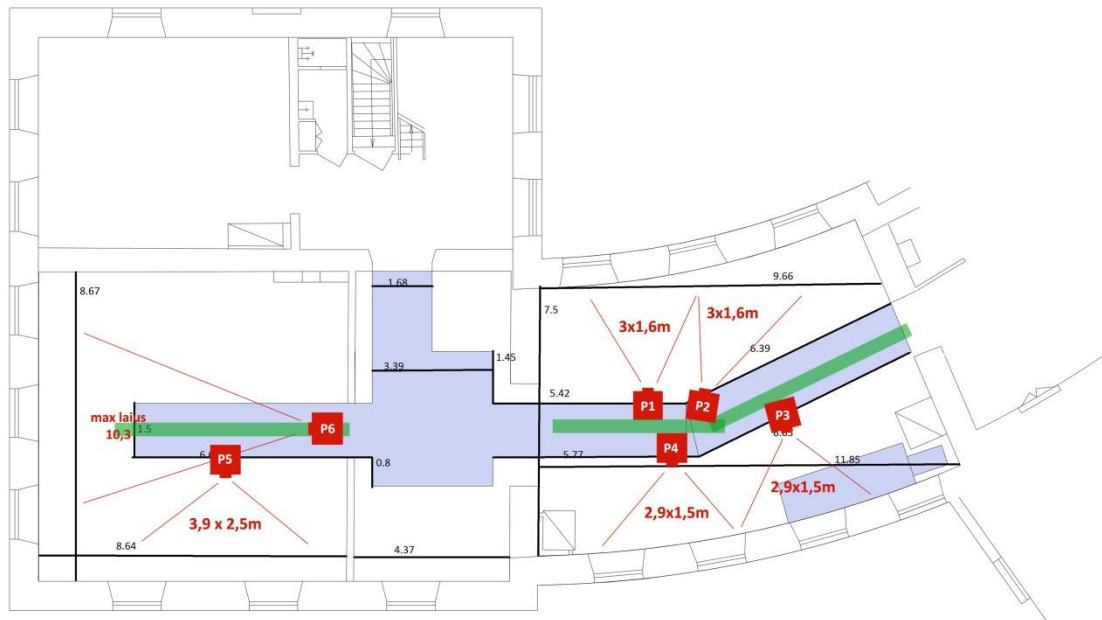 8.67
1.68
9.66
7.5
3x1,6m
3x1,6m
1.45
6.39
3.39
5.42
P1
P2
P3
max laius
10,3
1.5
P6
P4
P5
0.8
5.77
11.85
2,9x1,5m
2,9x1,5m
3,9 x 2,5m
8.64
4.37